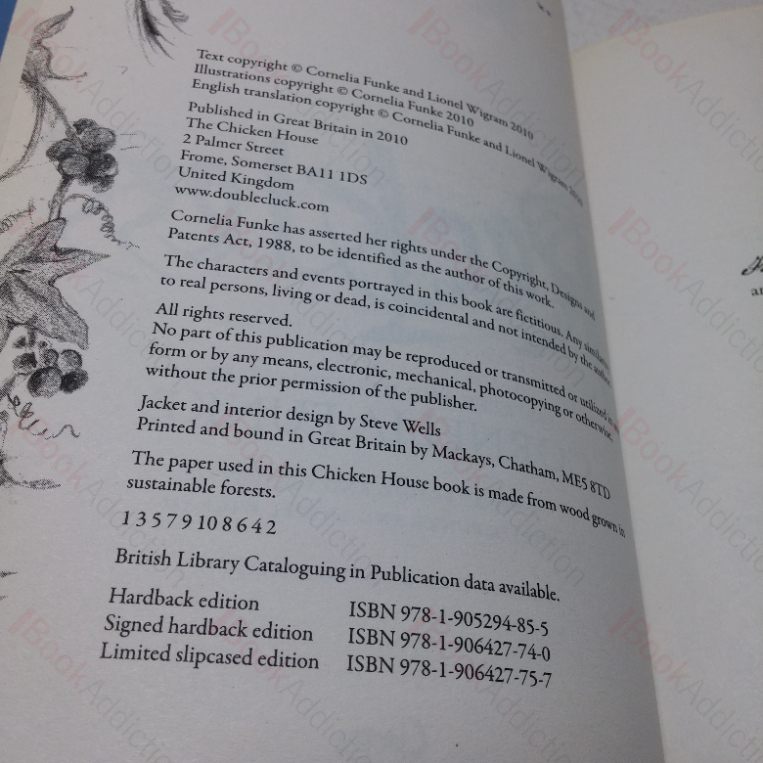 Text copyright © Cornelia Funke and Lionel Wigram 2010
Illustrations copyright © Cornelia Funke 2010
English translation copyright © Cornelia Funke and Lionel Wigram 2010
Published in Great Britain in 2010
The Chicken House
2 Palmer Street
Frome, Somerset BA11 1DS
United Kingdom
www.doublecluck.com
Cornelia Funke has asserted her rights under the Copyright, Designs and
Patents Act, 1988, to be identified as the author of this work.
The characters and events portrayed in this book are fictitious. Any
to real persons, living or dead, is coincidental and not intended by the author
All rights reserved.
No part of this publication may be reproduced or transmitted or utilized in any
form or by any means, electronic, mechanical, photocopying or otherwise,
without the prior permission of the publisher.
Jacket and interior design by Steve Wells
Printed and bound in Great Britain by Mackays, Chatham, ME5 8TD
The paper used in this Chicken House book is made from wood grown in
sustainable forests.
1 3 5 7 9 10 8 6 4 2
British Library Cataloguing in Publication data available.
Hardback edition ISBN 978-1-905294-85-5
Signed hardback edition ISBN 978-1-906427-74-0
Limited slipcased edition ISBN 978-1-906427-75-7
BookAddiction